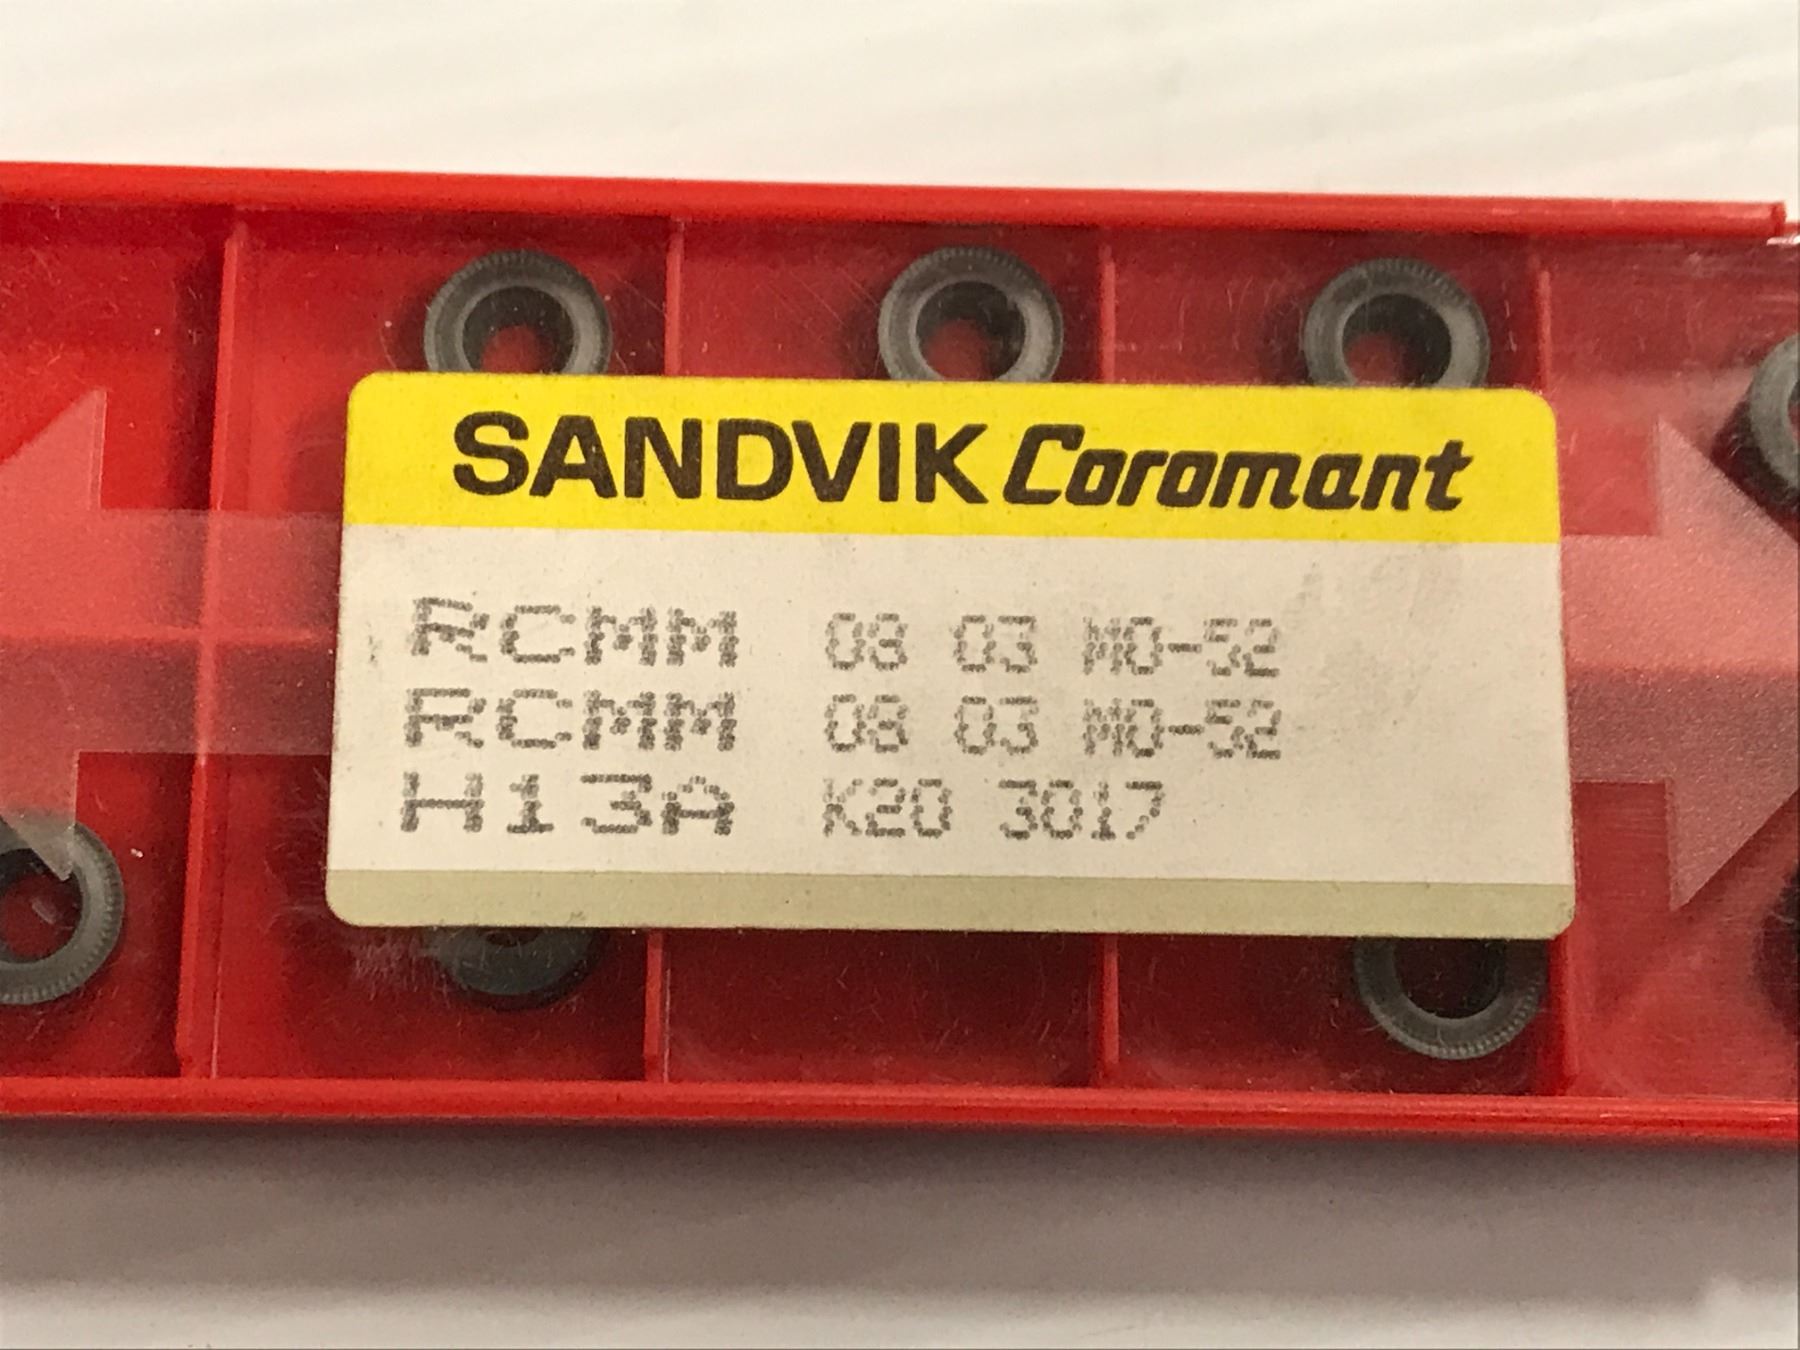 SANDVIK Coromant
RCMM 08 03 M0-52
RCMM 08 03 M0-52
H13A K20 3017